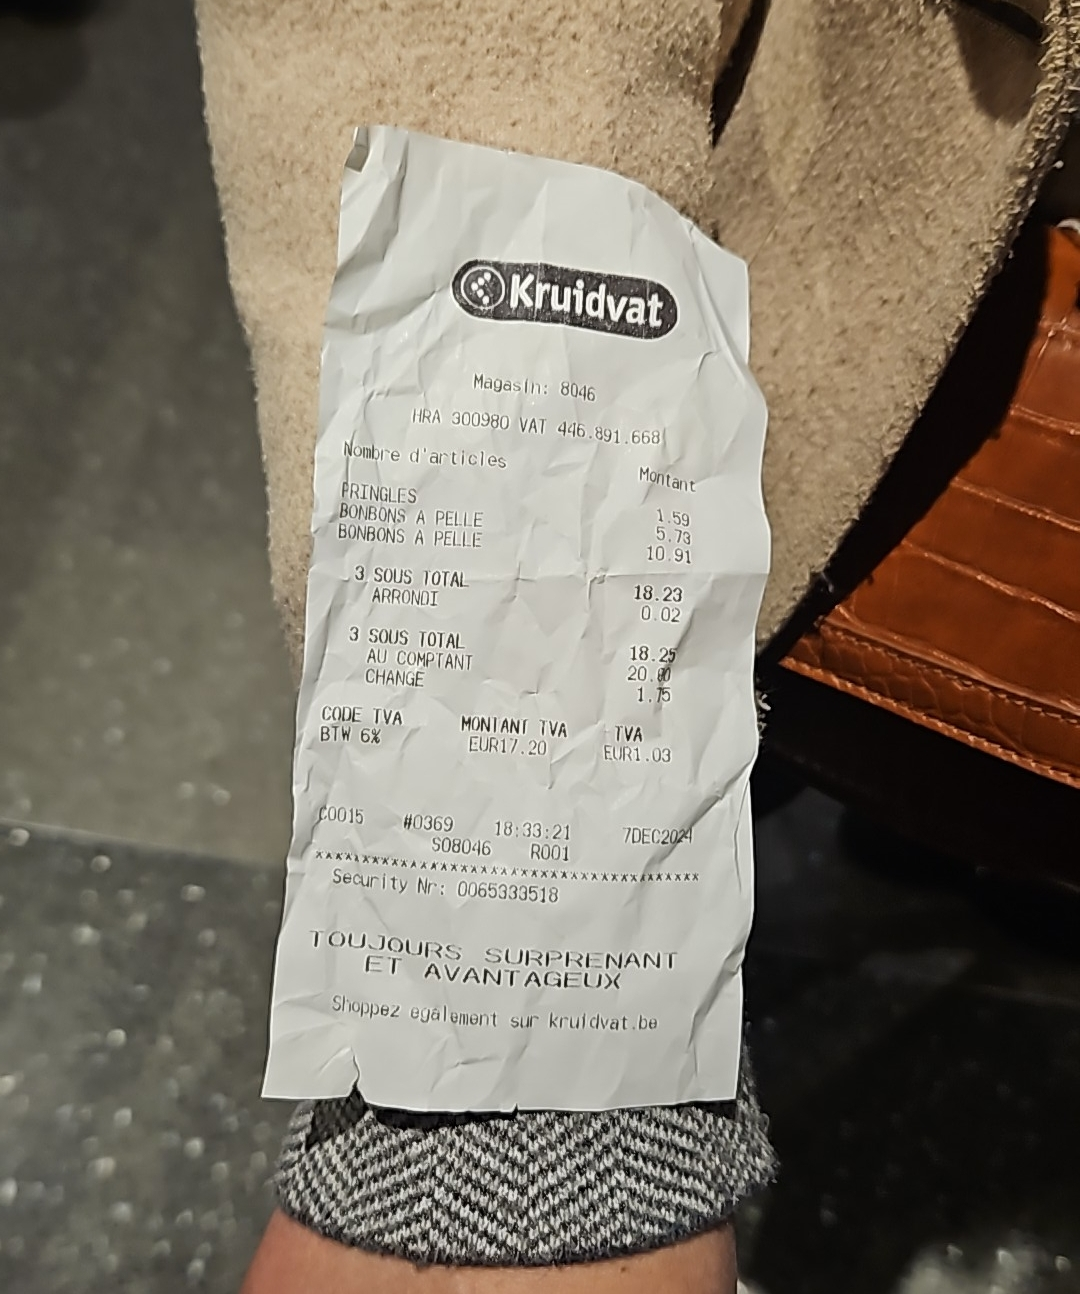 Kruidvat
Magasin: 8046
HRA 300980 VAT 446.891.668
Nombre d'articles Montant
PRINGLES 1.59
BONBONS A PELLE 5.73
BONBONS A PELLE 10.91
3 SOUS TOTAL 18.23
ARRONDI 0.02
3 SOUS TOTAL 18.25
AU COMPTANT 20.00
CHANGE 1.75
CODE TVA MONTANT TVA TVA
BTW 6% EUR17.20 EUR1.03
C0015 #0369 18:33:21 7DEC2024
S08046 R001
******************************************
Security Nr: 0065333518
TOUJOURS SURPRENANT
ET AVANTAGEUX
Shoppez egalement sur kruidvat.be